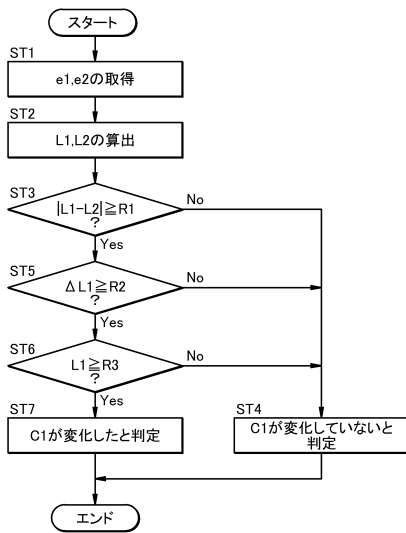 スタート
ST1
e1,e2の取得
ST2
L1,L2の算出
ST3
|L1-L2|≧R1
?
No
Yes
ST5
ΔL1≧R2
?
No
Yes
ST6
L1≧R3
?
No
Yes
ST7
C1が変化したと判定
ST4
C1が変化していないと
判定
エンド